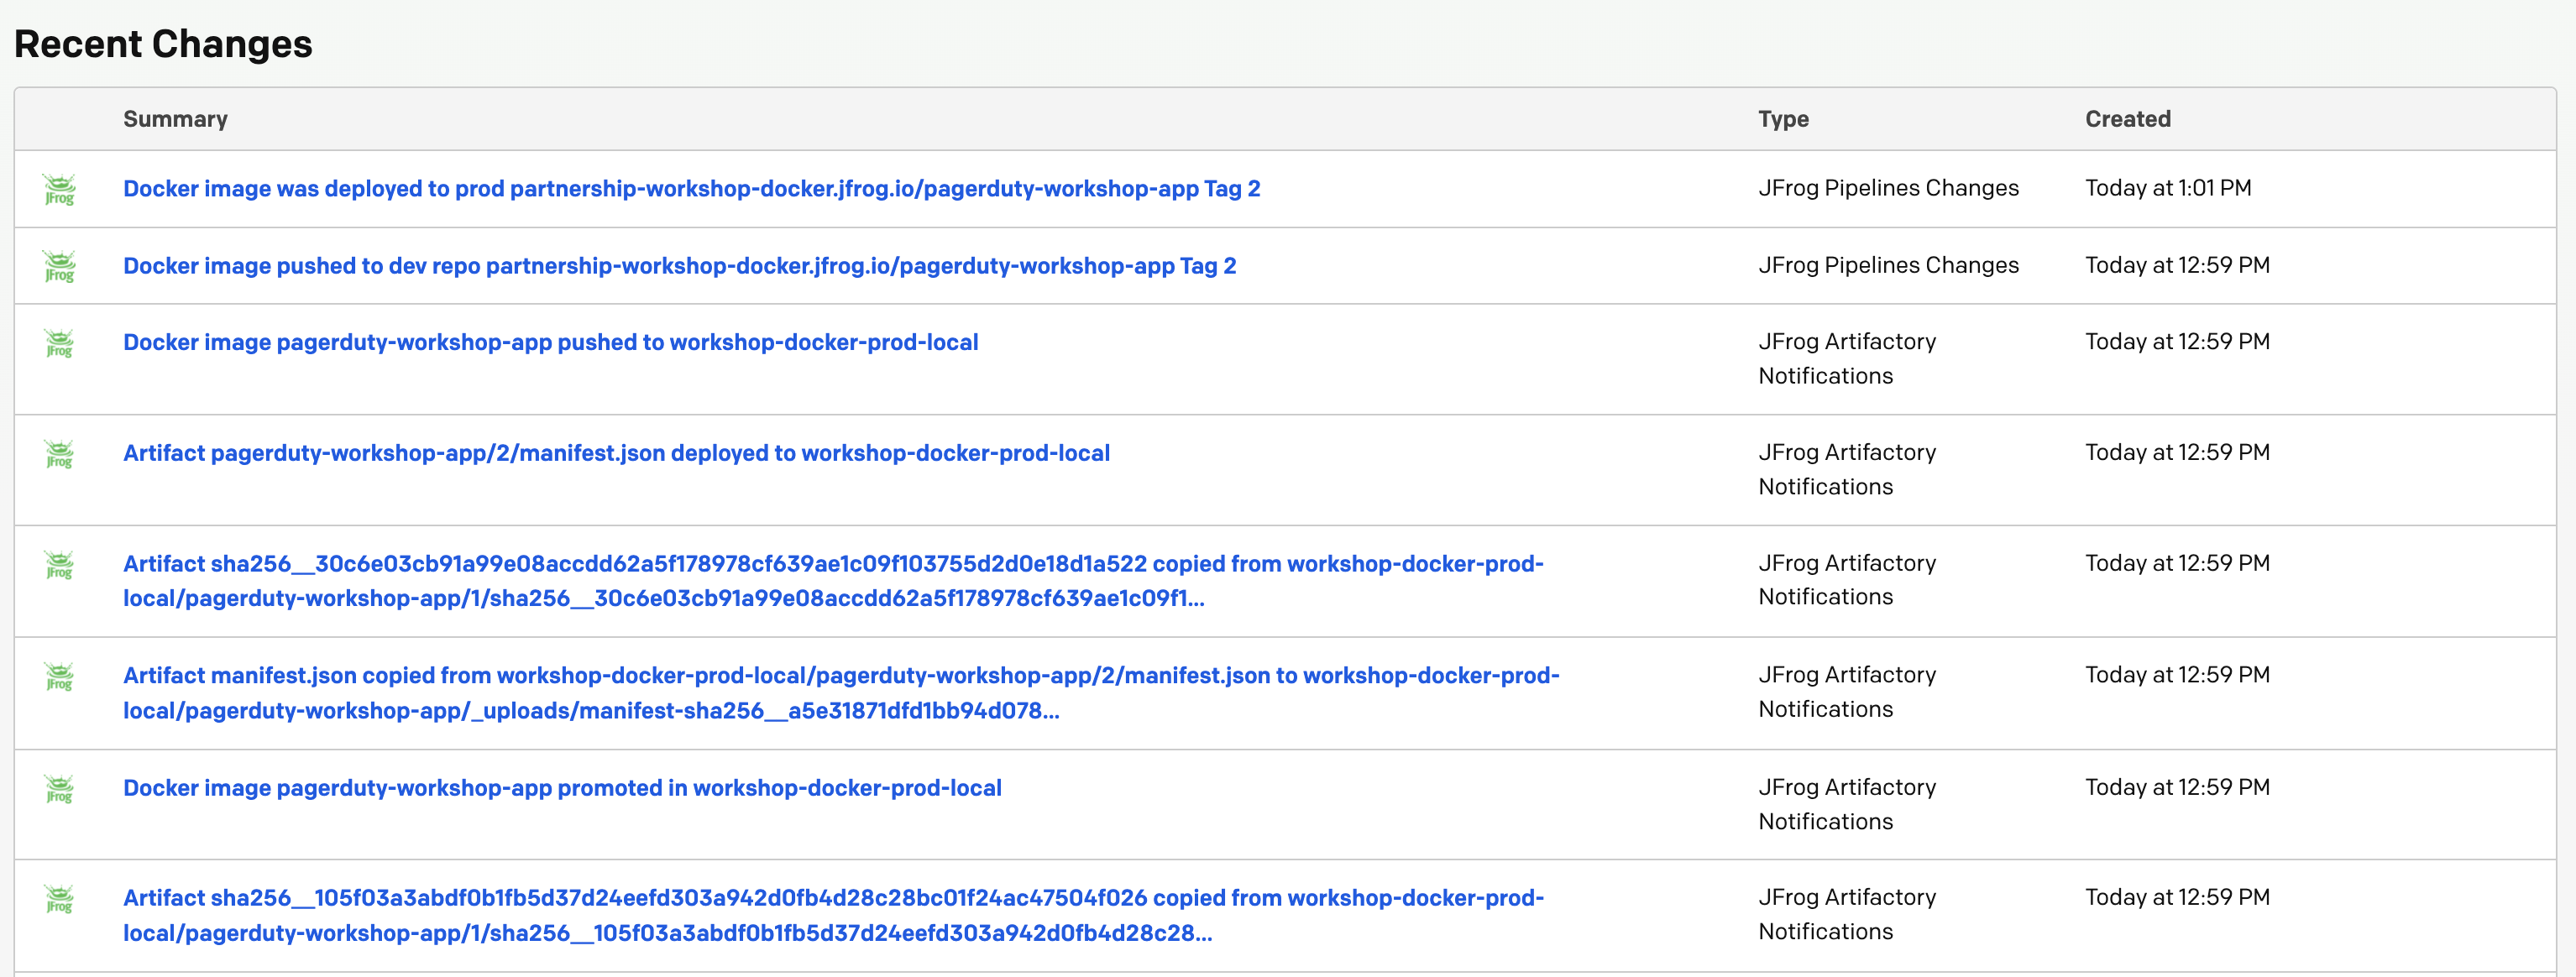 Recent Changes
Summary Type Created
JFrog Docker image was deployed to prod partnership-workshop-docker.jfrog.io/pagerduty-workshop-app Tag 2 JFrog Pipelines Changes Today at 1:01 PM
JFrog Docker image pushed to dev repo partnership-workshop-docker.jfrog.io/pagerduty-workshop-app Tag 2 JFrog Pipelines Changes Today at 12:59 PM
JFrog Docker image pagerduty-workshop-app pushed to workshop-docker-prod-local JFrog Artifactory Today at 12:59 PM
Notifications
JFrog Artifact pagerduty-workshop-app/2/manifest.json deployed to workshop-docker-prod-local JFrog Artifactory Today at 12:59 PM
Notifications
JFrog Artifact sha256__30c6e03cb91a99e08accdd62a5f178978cf639ae1c09f103755d2d0e18d1a522 copied from workshop-docker-prod- JFrog Artifactory Today at 12:59 PM
local/pagerduty-workshop-app/1/sha256__30c6e03cb91a99e08accdd62a5f178978cf639ae1c09f1... Notifications
JFrog Artifact manifest.json copied from workshop-docker-prod-local/pagerduty-workshop-app/2/manifest.json to workshop-docker-prod- JFrog Artifactory Today at 12:59 PM
local/pagerduty-workshop-app/_uploads/manifest-sha256__a5e31871dfd1bb94d078... Notifications
JFrog Docker image pagerduty-workshop-app promoted in workshop-docker-prod-local JFrog Artifactory Today at 12:59 PM
Notifications
JFrog Artifact sha256__105f03a3abdf0b1fb5d37d24eefd303a942d0fb4d28c28bc01f24ac47504f026 copied from workshop-docker-prod- JFrog Artifactory Today at 12:59 PM
local/pagerduty-workshop-app/1/sha256__105f03a3abdf0b1fb5d37d24eefd303a942d0fb4d28c28... Notifications